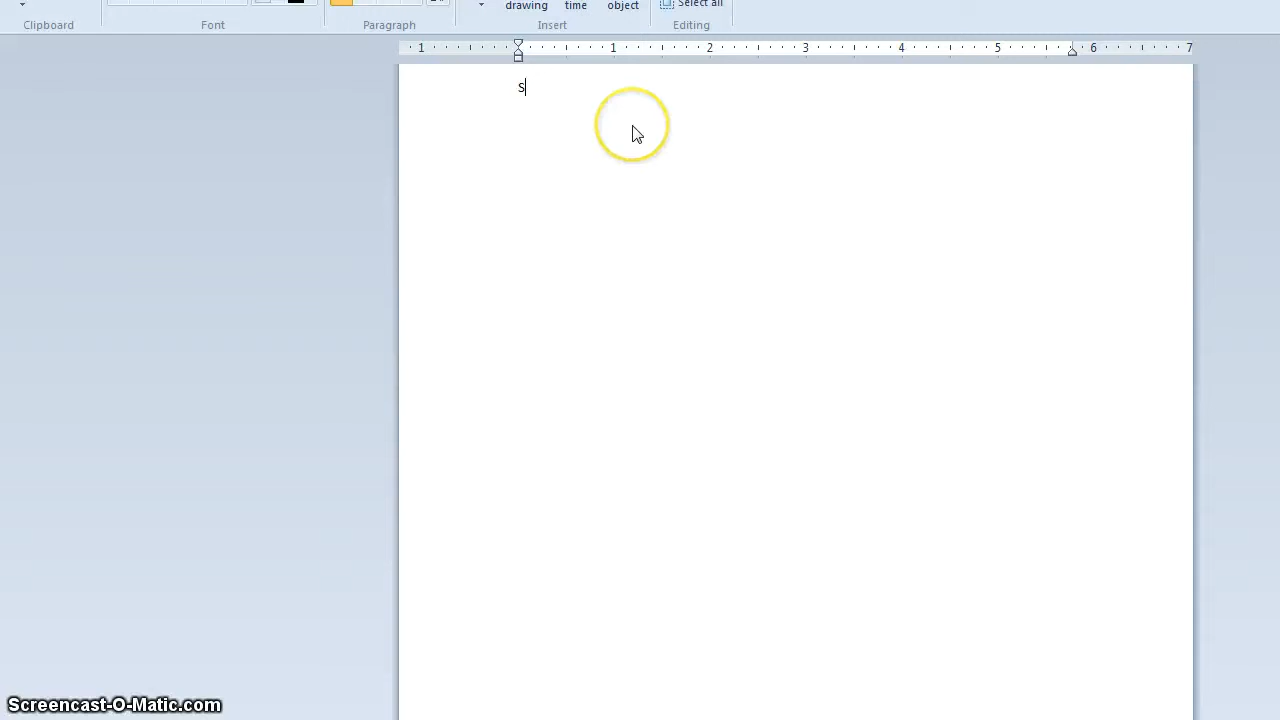 drawing time object Select all
Clipboard Font Paragraph Insert Editing
1 1 2 3 4 5 6 7
s
Screencast-O-Matic.com